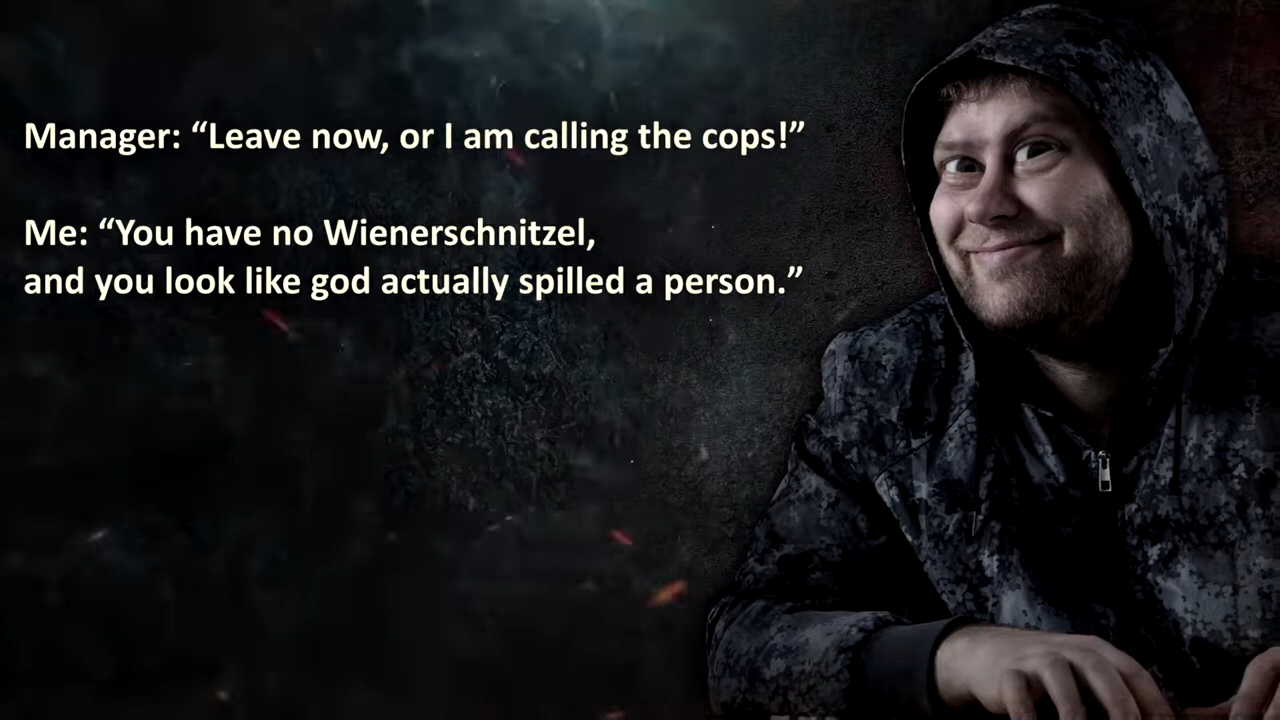 Manager: “Leave now, or I am calling the cops!”
Me: “You have no Wienerschnitzel,
and you look like god actually spilled a person.”